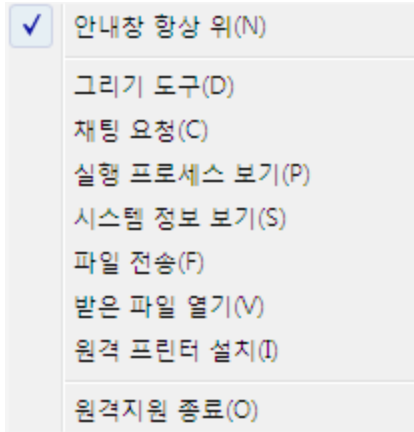 안내창 항상 위(N)
그리기 도구(D)
채팅 요청(C)
실행 프로세스 보기(P)
시스템 정보 보기(S)
파일 전송(F)
받은 파일 열기(V)
원격 프린터 설치(I)
원격지원 종료(O)